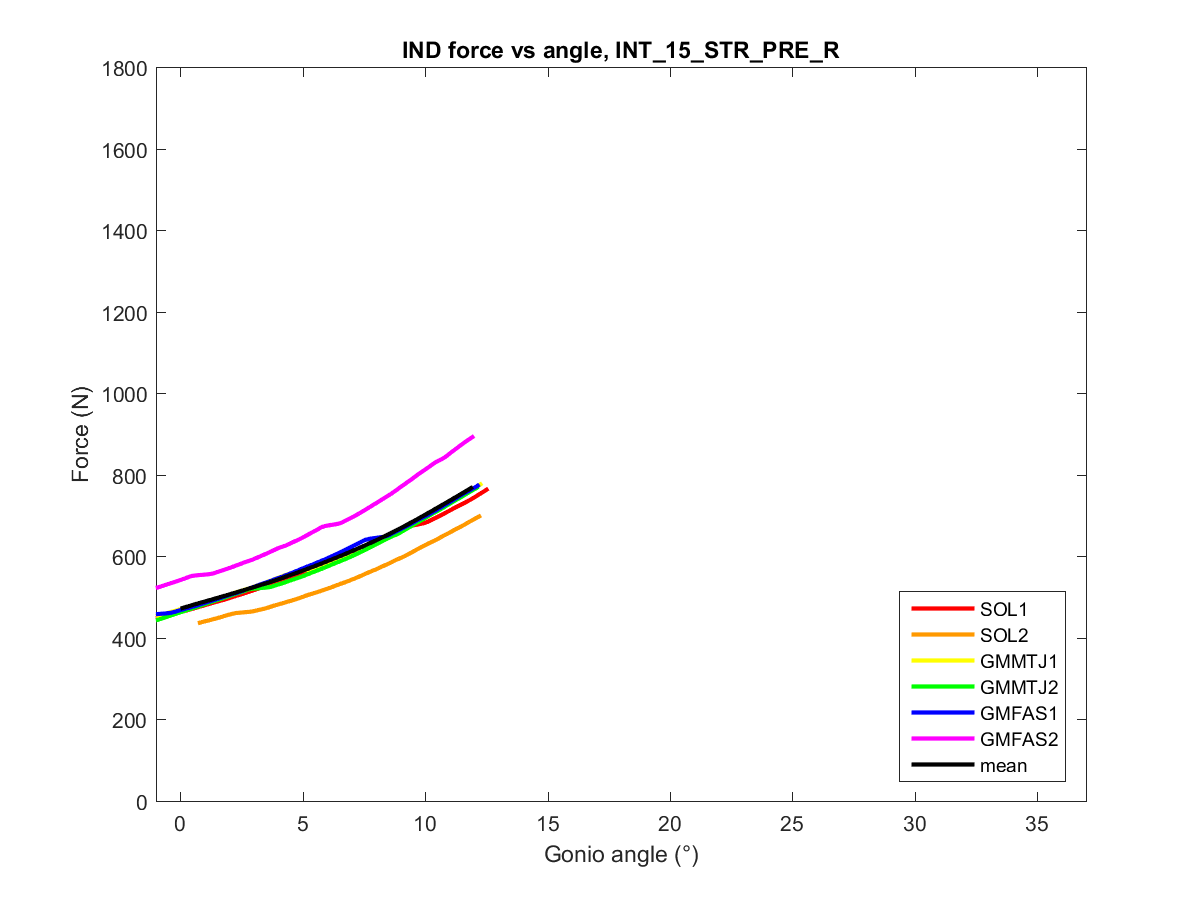 IND force vs angle, INT_15_STR_PRE_R
1800
1600
1400
1200
1000
800
600
400
200
0
Force (N)
0 5 10 15 20 25 30 35
Gonio angle (°)
SOL1
SOL2
GMMTJ1
GMMTJ2
GMFAS1
GMFAS2
mean